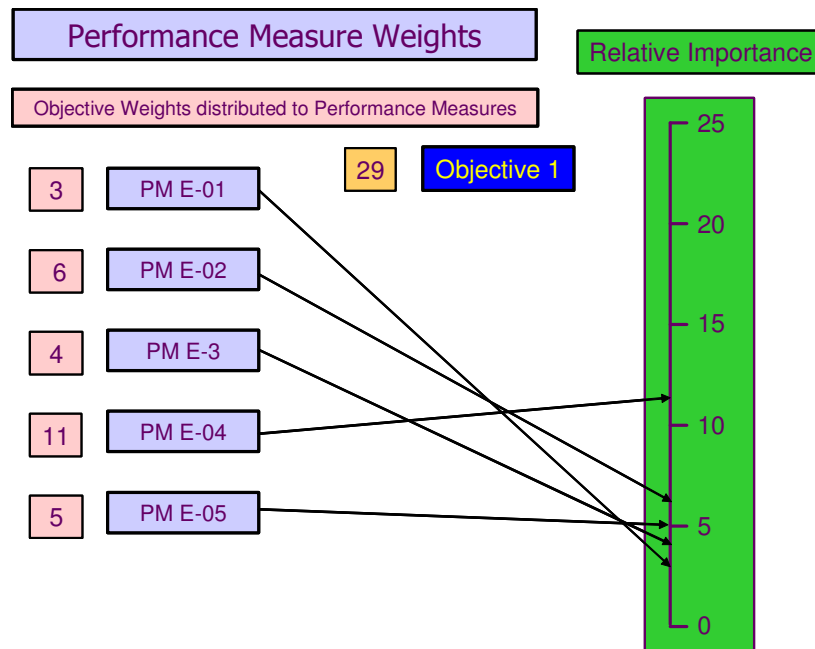 Performance Measure Weights
Relative Importance
Objective Weights distributed to Performance Measures
29 Objective 1
3 PM E-01
6 PM E-02
4 PM E-3
11 PM E-04
5 PM E-05
25
20
15
10
5
0